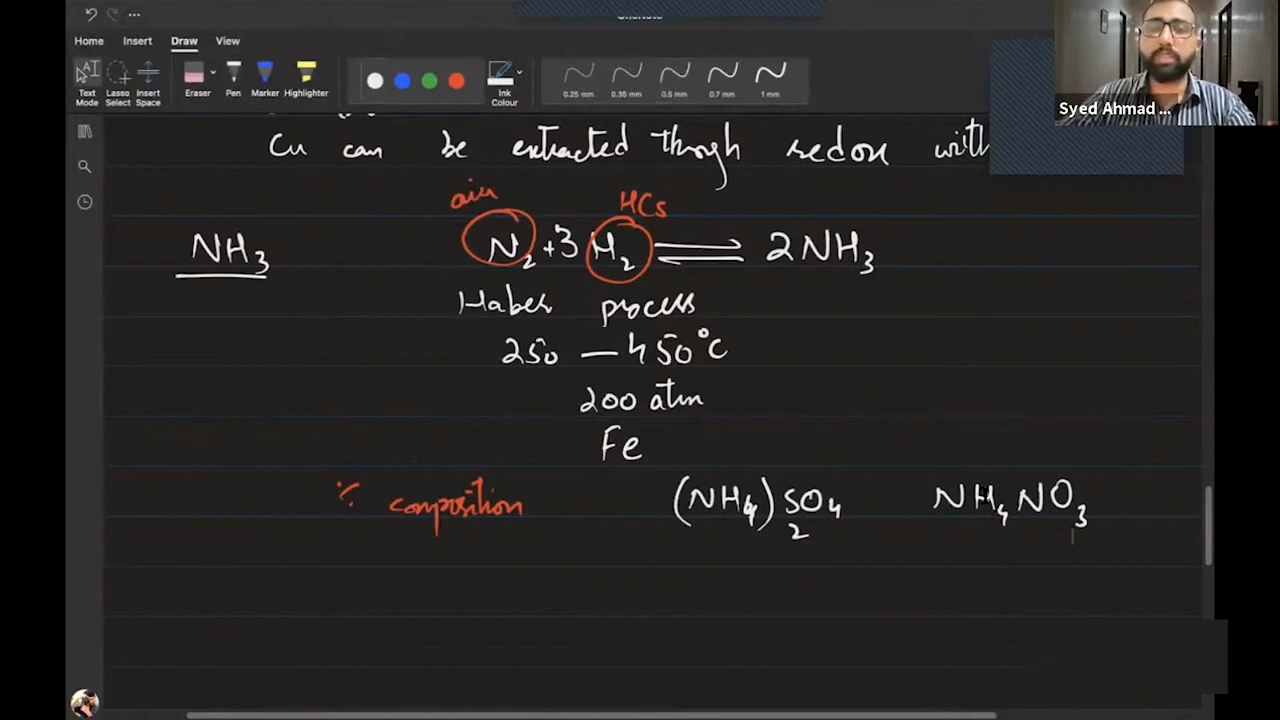 OneNote
Home Insert Draw View
Text Mode Lasso Select Insert Space Eraser Pen Marker Highlighter Ink Colour 0.25 mm 0.35 mm 0.5 mm 0.7 mm 1 mm
Syed Ahmad ...
Cu can be extracted through redox with
air HCs
NH3 N2 + 3 H2 ⇌ 2NH3
Haber process
250 — 450°C
200 atm
Fe
% composition (NH4)2SO4 NH4NO3